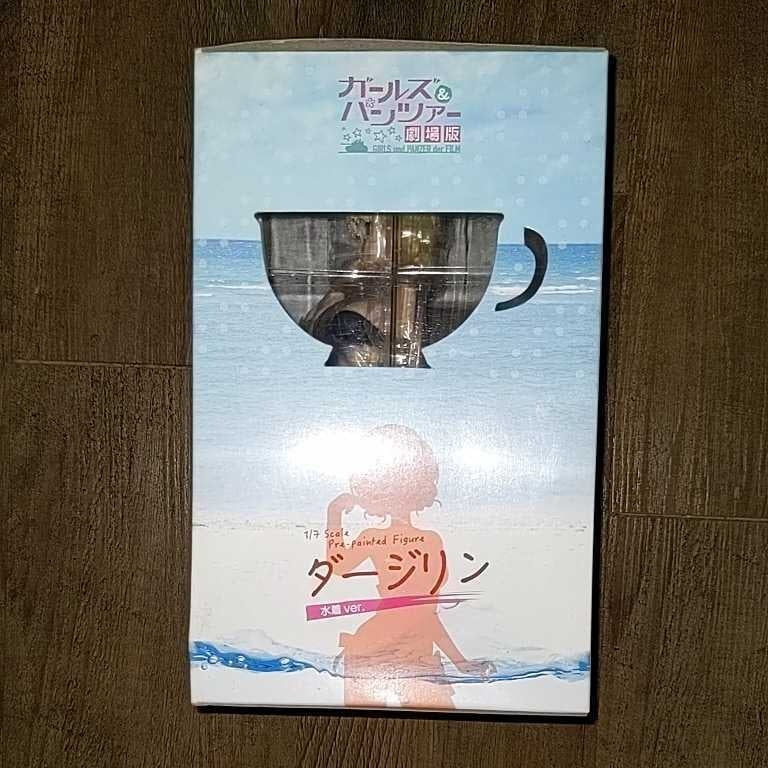 ガールズ&
パンツァー
劇場版
GIRLS und PANZER der FILM
1/7 Scale
Pre-painted Figure
ダージリン
水着 ver.